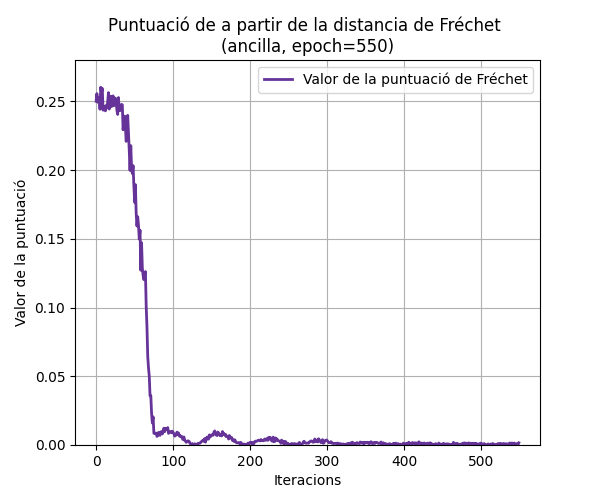 Puntuació de a partir de la distancia de Fréchet
(ancilla, epoch=550)
Valor de la puntuació de Fréchet
Valor de la puntuació
0.25
0.20
0.15
0.10
0.05
0.00
0 100 200 300 400 500
Iteracions